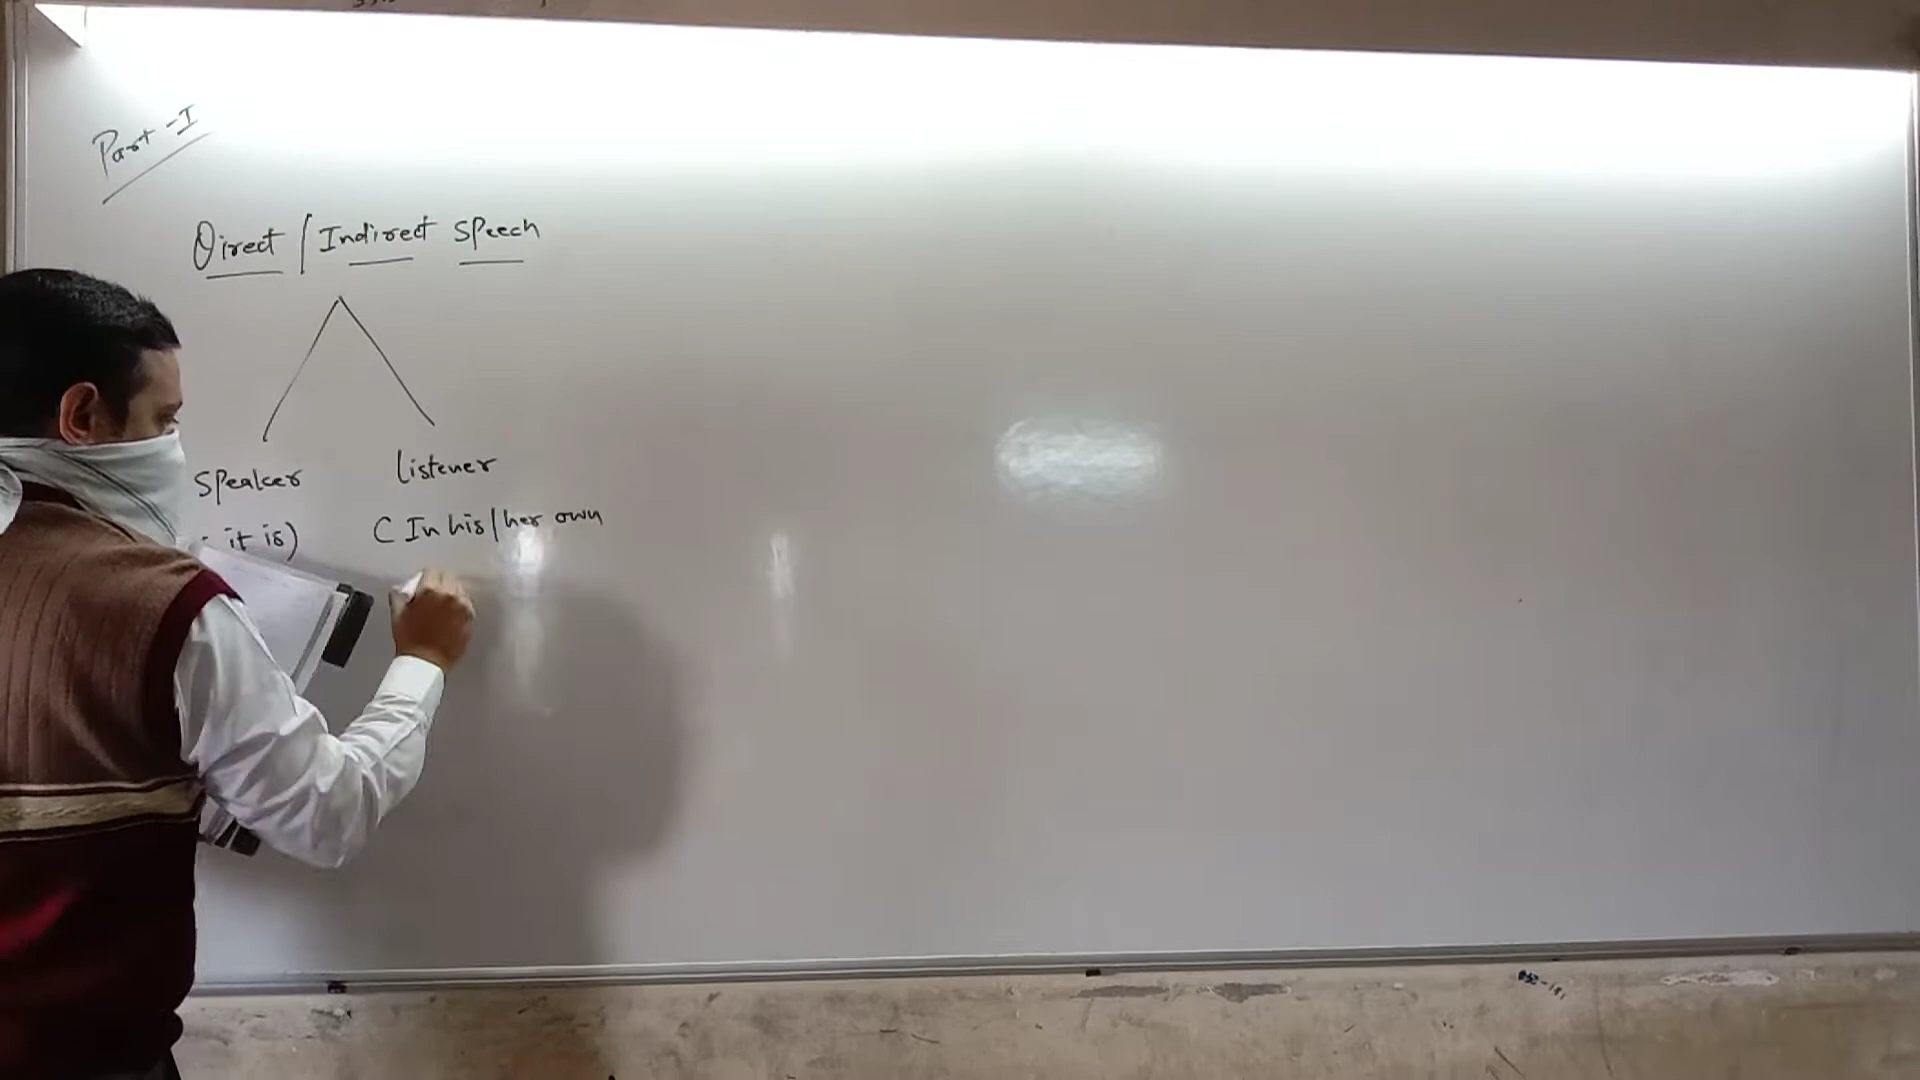 Part-I
Direct / Indirect Speech
Speaker
Listener
it is)
(In his/her own